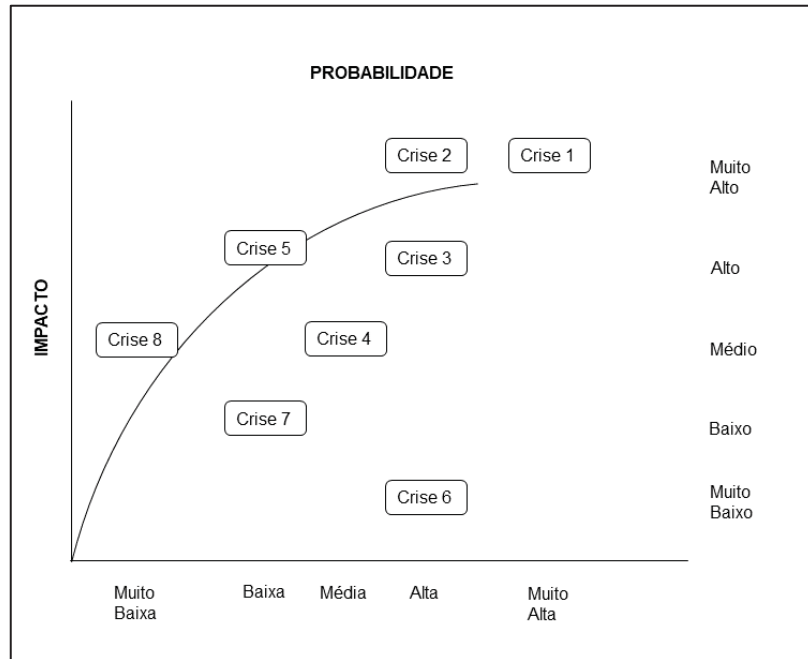 PROBABILIDADE
Crise 2
Crise 1
Muito
Alto
Crise 5
Crise 3
Alto
IMPACTO
Crise 8
Crise 4
Médio
Crise 7
Baixo
Crise 6
Muito
Baixo
Muito
Baixa
Baixa
Média
Alta
Muito
Alta